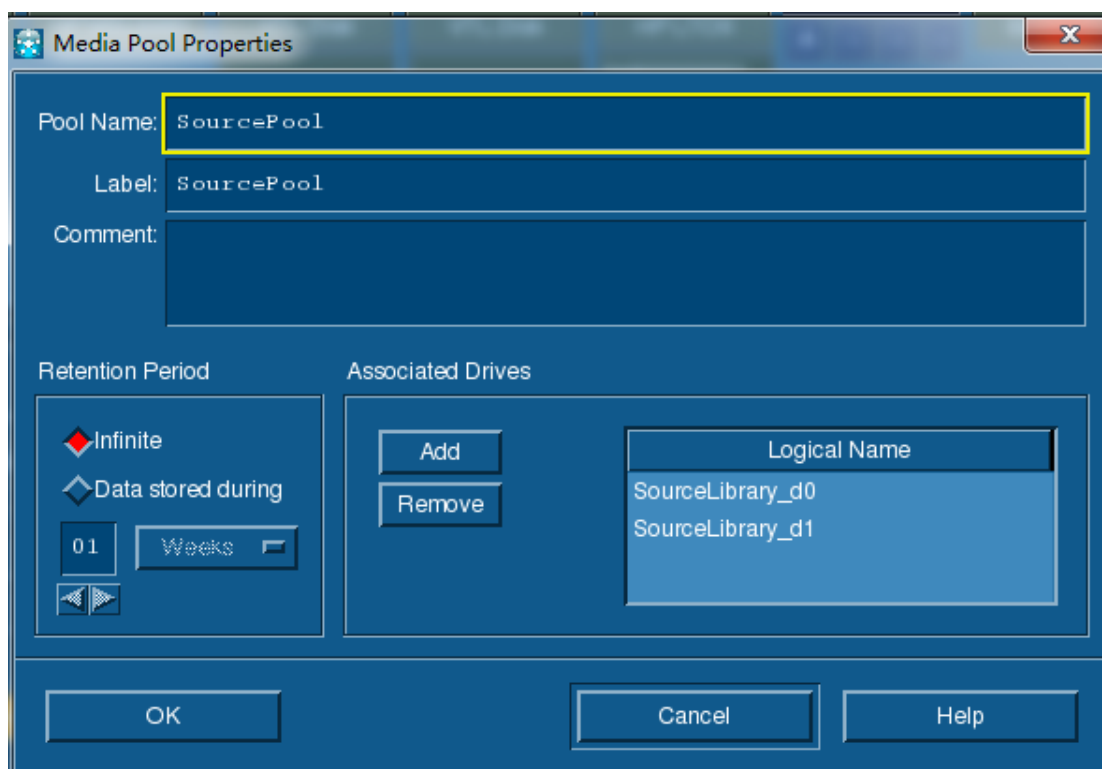 Media Pool Properties
Pool Name: SourcePool
Label: SourcePool
Comment:
Retention Period
Associated Drives
Infinite
Data stored during
01 Weeks
Add
Remove
Logical Name
SourceLibrary_d0
SourceLibrary_d1
OK
Cancel
Help